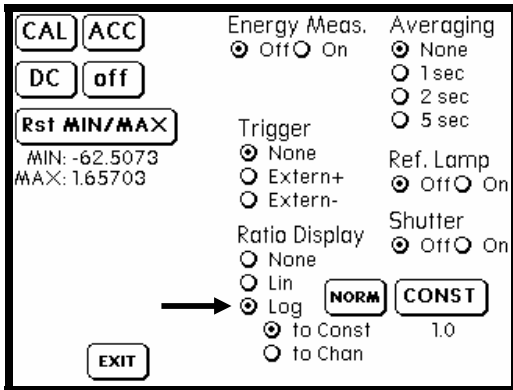 CAL ACC
DC off
Rst MIN/MAX
MIN: -62.5073
MAX: 1.65703
EXIT
Energy Meas.
Off On
Trigger
None
Extern+
Extern-
Ratio Display
None
Lin
Log
to Const
to Chan
NORM
Averaging
None
1 sec
2 sec
5 sec
Ref. Lamp
Off On
Shutter
Off On
CONST
1.0